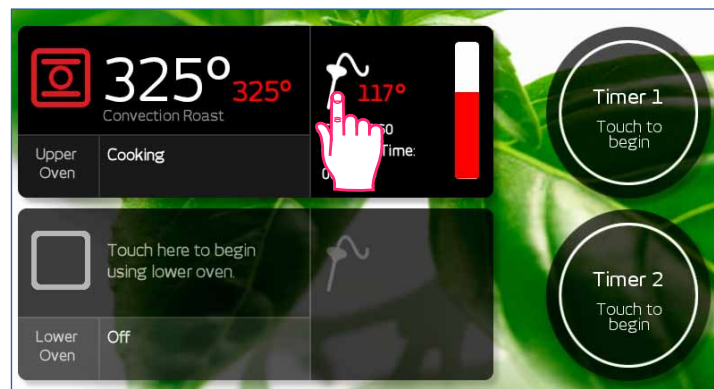 325° 325°
Convection Roast
Upper
Oven
Cooking
117°
Time:
Touch here to begin
using lower oven.
Lower
Oven
Off
Timer 1
Touch to
begin
Timer 2
Touch to
begin